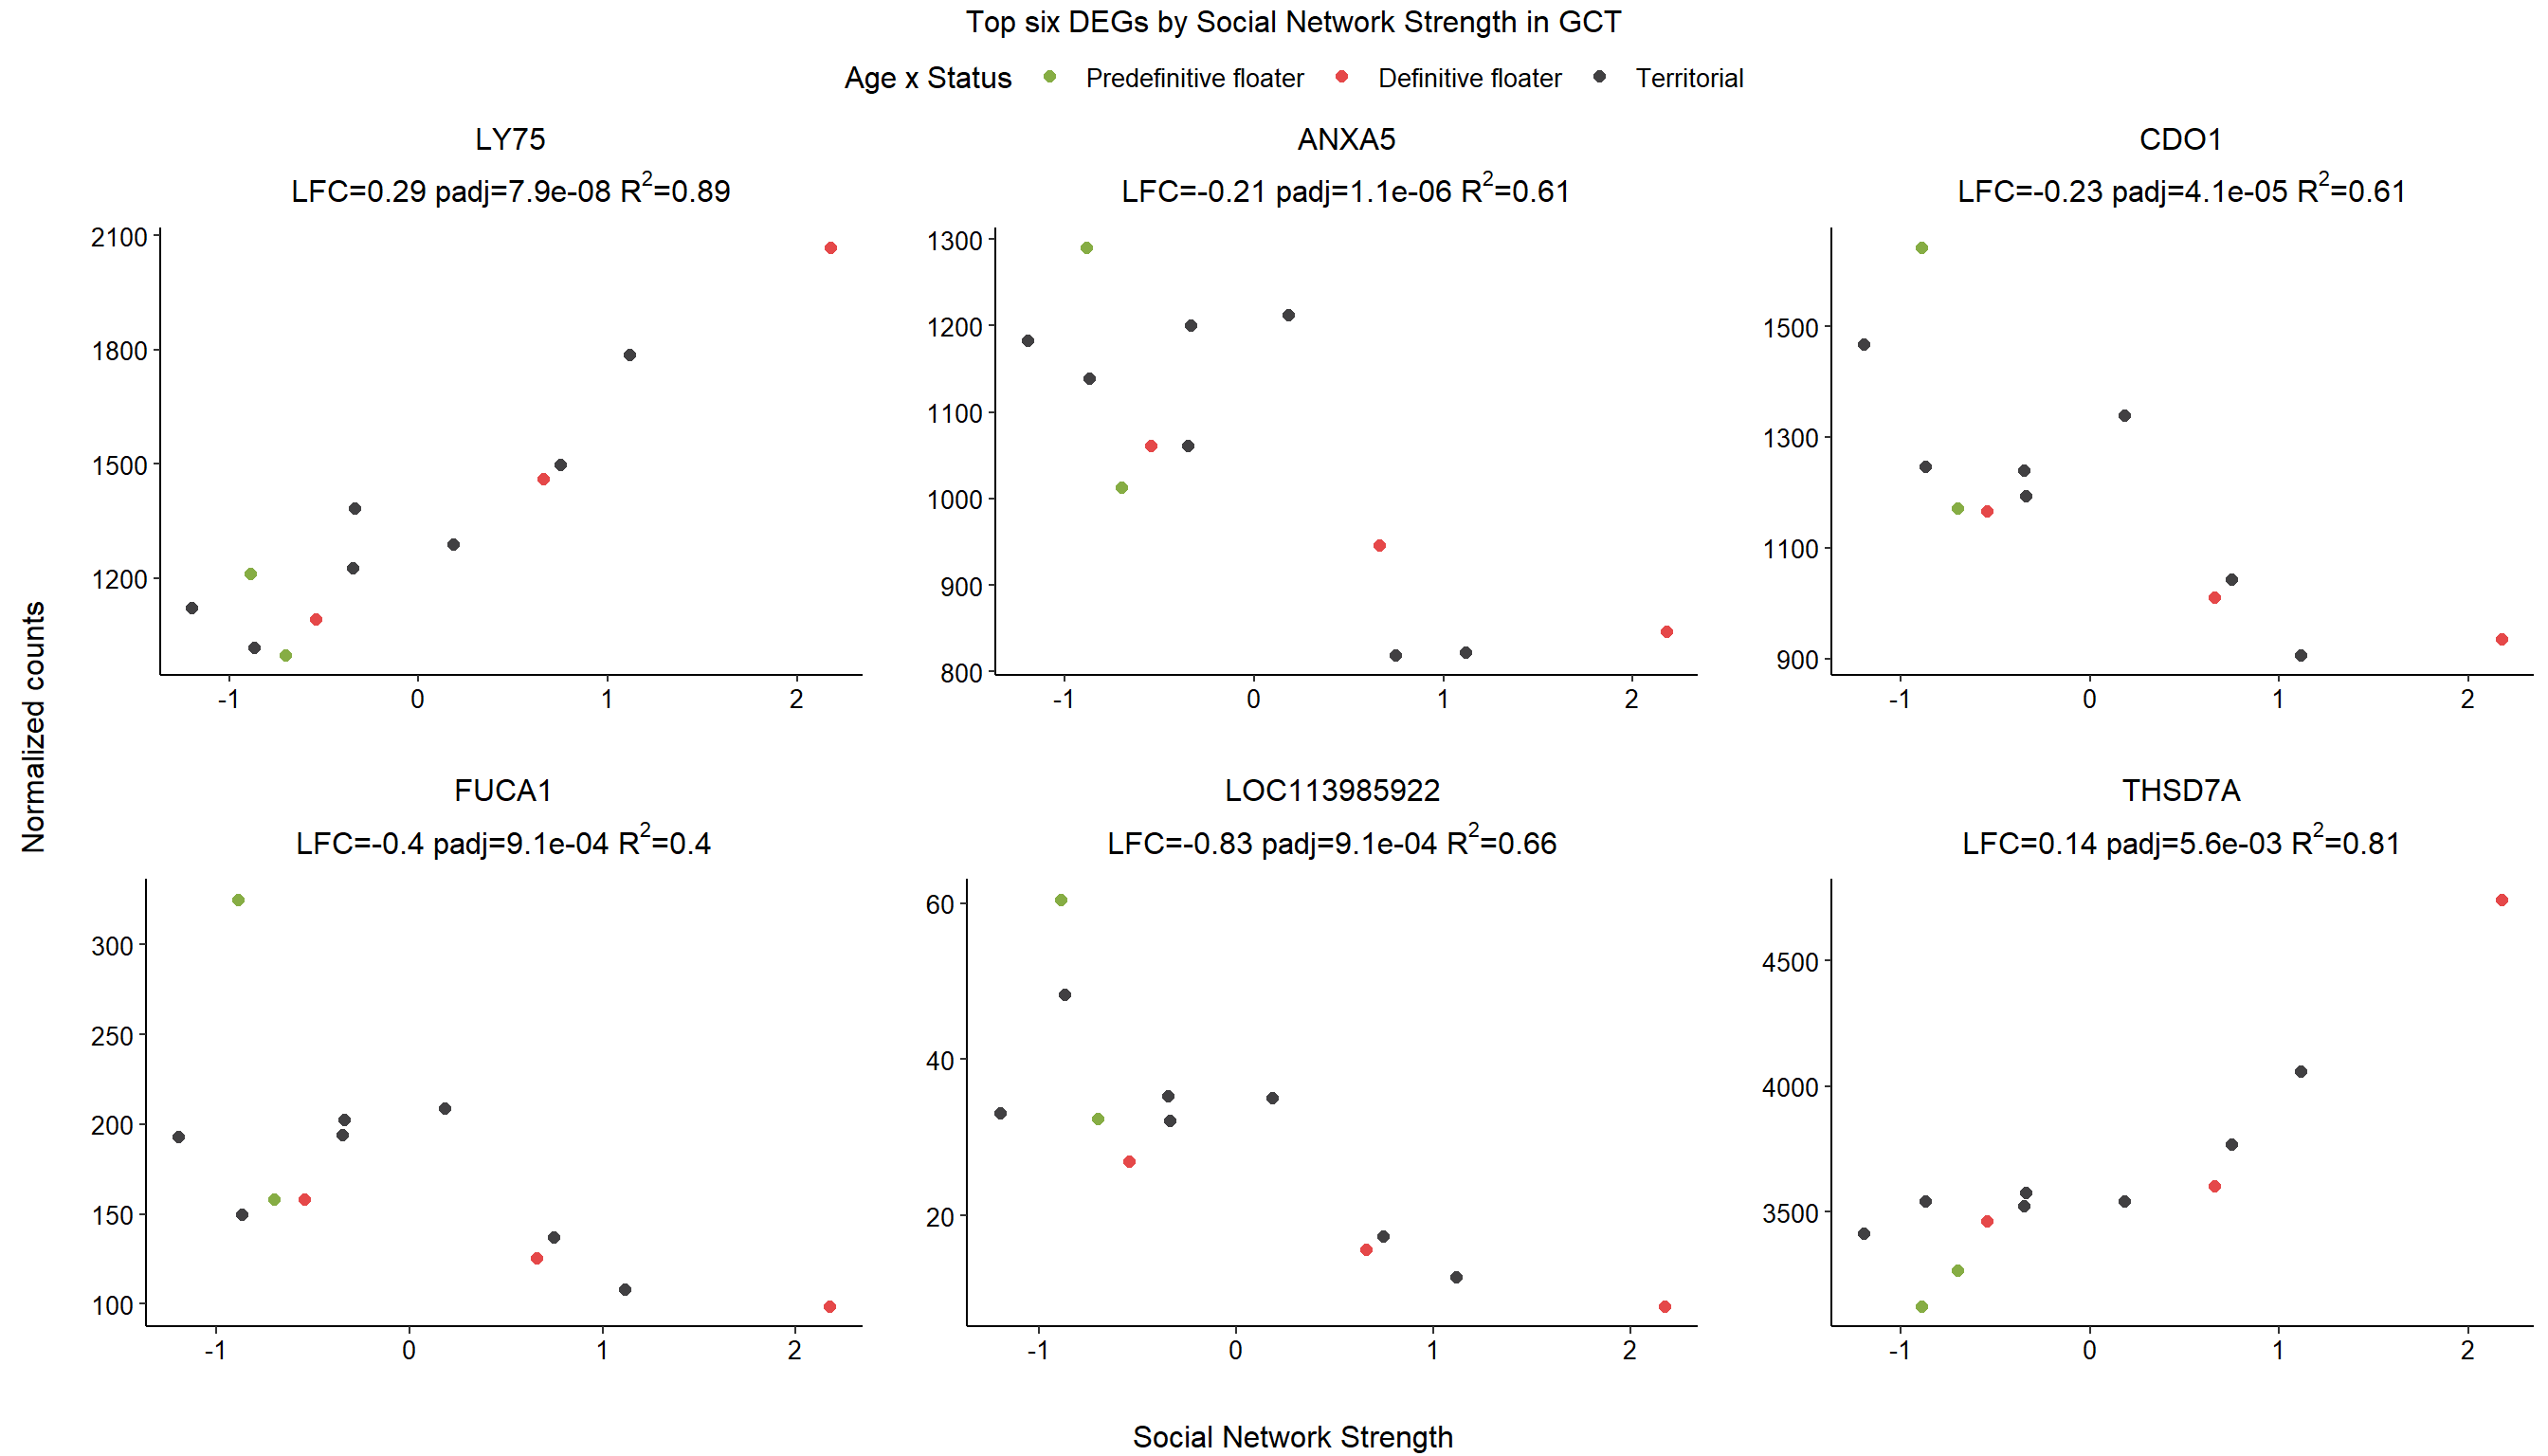 Top six DEGs by Social Network Strength in GCT
Age x Status Predefinitive floater Definitive floater Territorial
LY75
LFC=0.29 padj=7.9e-08 R²=0.89
2100
1800
1500
1200
-1 0 1 2
ANXA5
LFC=-0.21 padj=1.1e-06 R²=0.61
1300
1200
1100
1000
900
800
-1 0 1 2
CDO1
LFC=-0.23 padj=4.1e-05 R²=0.61
1500
1300
1100
900
-1 0 1 2
Normalized counts
FUCA1
LFC=-0.4 padj=9.1e-04 R²=0.4
300
250
200
150
100
-1 0 1 2
LOC113985922
LFC=-0.83 padj=9.1e-04 R²=0.66
60
40
20
-1 0 1 2
THSD7A
LFC=0.14 padj=5.6e-03 R²=0.81
4500
4000
3500
-1 0 1 2
Social Network Strength